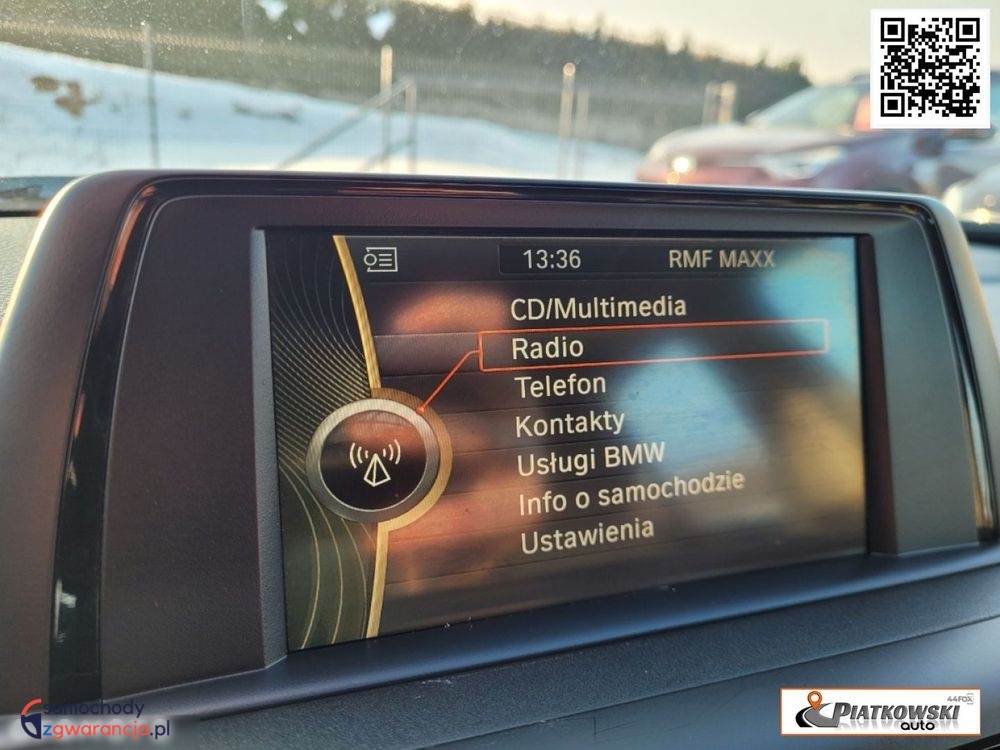 13:36 RMF MAXX
CD/Multimedia
Radio
Telefon
Kontakty
Usługi BMW
Info o samochodzie
Ustawienia
samochody
zgwarancja.pl
44FOX
PIATKOWSKI
auto